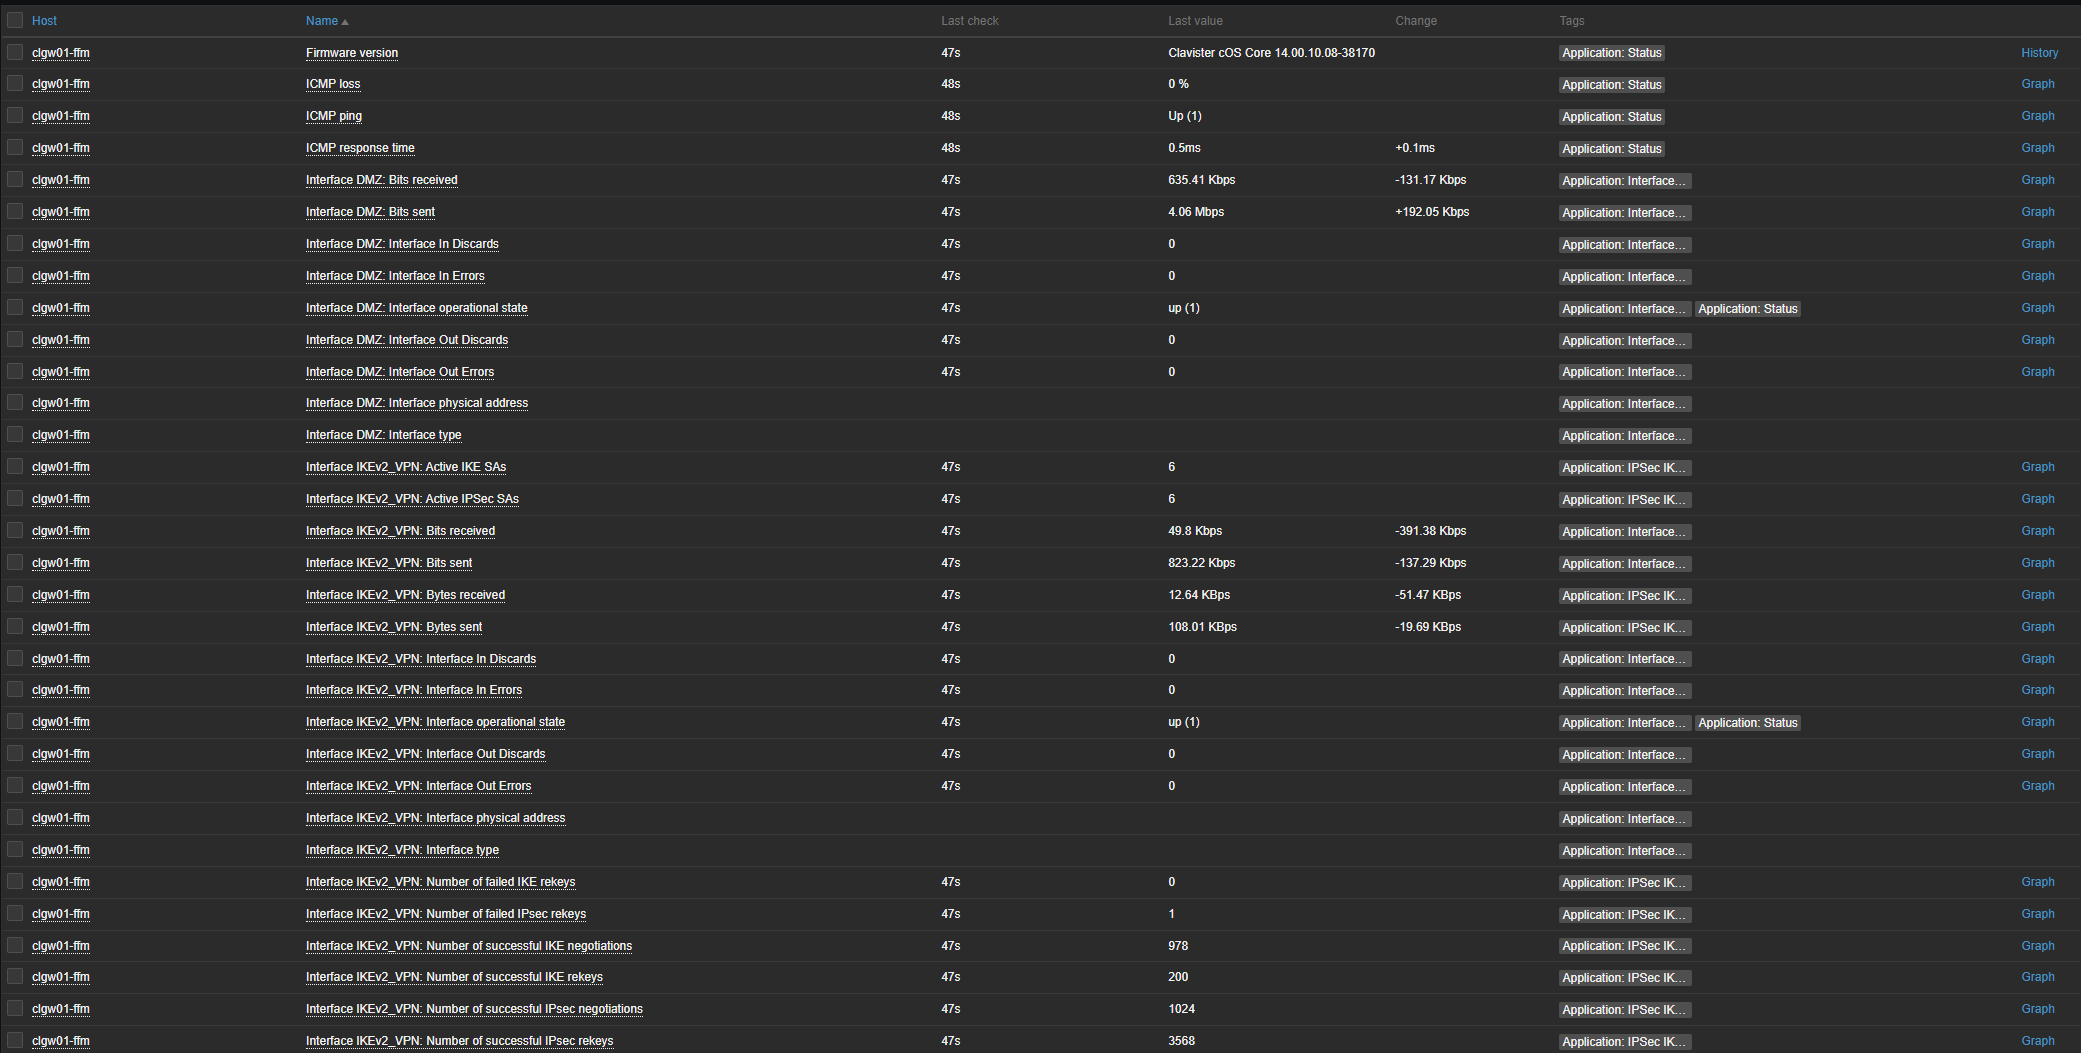 Host Name Last check Last value Change Tags
clgw01-ffm Firmware version 47s Clavister cOS Core 14.00.10.08-38170 Application: Status History
clgw01-ffm ICMP loss 48s 0 % Application: Status Graph
clgw01-ffm ICMP ping 48s Up (1) Application: Status Graph
clgw01-ffm ICMP response time 48s 0.5ms +0.1ms Application: Status Graph
clgw01-ffm Interface DMZ: Bits received 47s 635.41 Kbps -131.17 Kbps Application: Interface... Graph
clgw01-ffm Interface DMZ: Bits sent 47s 4.06 Mbps +192.05 Kbps Application: Interface... Graph
clgw01-ffm Interface DMZ: Interface In Discards 47s 0 Application: Interface... Graph
clgw01-ffm Interface DMZ: Interface In Errors 47s 0 Application: Interface... Graph
clgw01-ffm Interface DMZ: Interface operational state 47s up (1) Application: Interface... Application: Status Graph
clgw01-ffm Interface DMZ: Interface Out Discards 47s 0 Application: Interface... Graph
clgw01-ffm Interface DMZ: Interface Out Errors 47s 0 Application: Interface... Graph
clgw01-ffm Interface DMZ: Interface physical address Application: Interface...
clgw01-ffm Interface DMZ: Interface type Application: Interface...
clgw01-ffm Interface IKEv2_VPN: Active IKE SAs 47s 6 Application: IPSec IK... Graph
clgw01-ffm Interface IKEv2_VPN: Active IPSec SAs 47s 6 Application: IPSec IK... Graph
clgw01-ffm Interface IKEv2_VPN: Bits received 47s 49.8 Kbps -391.38 Kbps Application: Interface... Graph
clgw01-ffm Interface IKEv2_VPN: Bits sent 47s 823.22 Kbps -137.29 Kbps Application: Interface... Graph
clgw01-ffm Interface IKEv2_VPN: Bytes received 47s 12.64 KBps -51.47 KBps Application: IPSec IK... Graph
clgw01-ffm Interface IKEv2_VPN: Bytes sent 47s 108.01 KBps -19.69 KBps Application: IPSec IK... Graph
clgw01-ffm Interface IKEv2_VPN: Interface In Discards 47s 0 Application: Interface... Graph
clgw01-ffm Interface IKEv2_VPN: Interface In Errors 47s 0 Application: Interface... Graph
clgw01-ffm Interface IKEv2_VPN: Interface operational state 47s up (1) Application: Interface... Application: Status Graph
clgw01-ffm Interface IKEv2_VPN: Interface Out Discards 47s 0 Application: Interface... Graph
clgw01-ffm Interface IKEv2_VPN: Interface Out Errors 47s 0 Application: Interface... Graph
clgw01-ffm Interface IKEv2_VPN: Interface physical address Application: Interface...
clgw01-ffm Interface IKEv2_VPN: Interface type Application: Interface...
clgw01-ffm Interface IKEv2_VPN: Number of failed IKE rekeys 47s 0 Application: IPSec IK... Graph
clgw01-ffm Interface IKEv2_VPN: Number of failed IPsec rekeys 47s 1 Application: IPSec IK... Graph
clgw01-ffm Interface IKEv2_VPN: Number of successful IKE negotiations 47s 978 Application: IPSec IK... Graph
clgw01-ffm Interface IKEv2_VPN: Number of successful IKE rekeys 47s 200 Application: IPSec IK... Graph
clgw01-ffm Interface IKEv2_VPN: Number of successful IPsec negotiations 47s 1024 Application: IPSec IK... Graph
clgw01-ffm Interface IKEv2_VPN: Number of successful IPsec rekeys 47s 3568 Application: IPSec IK... Graph